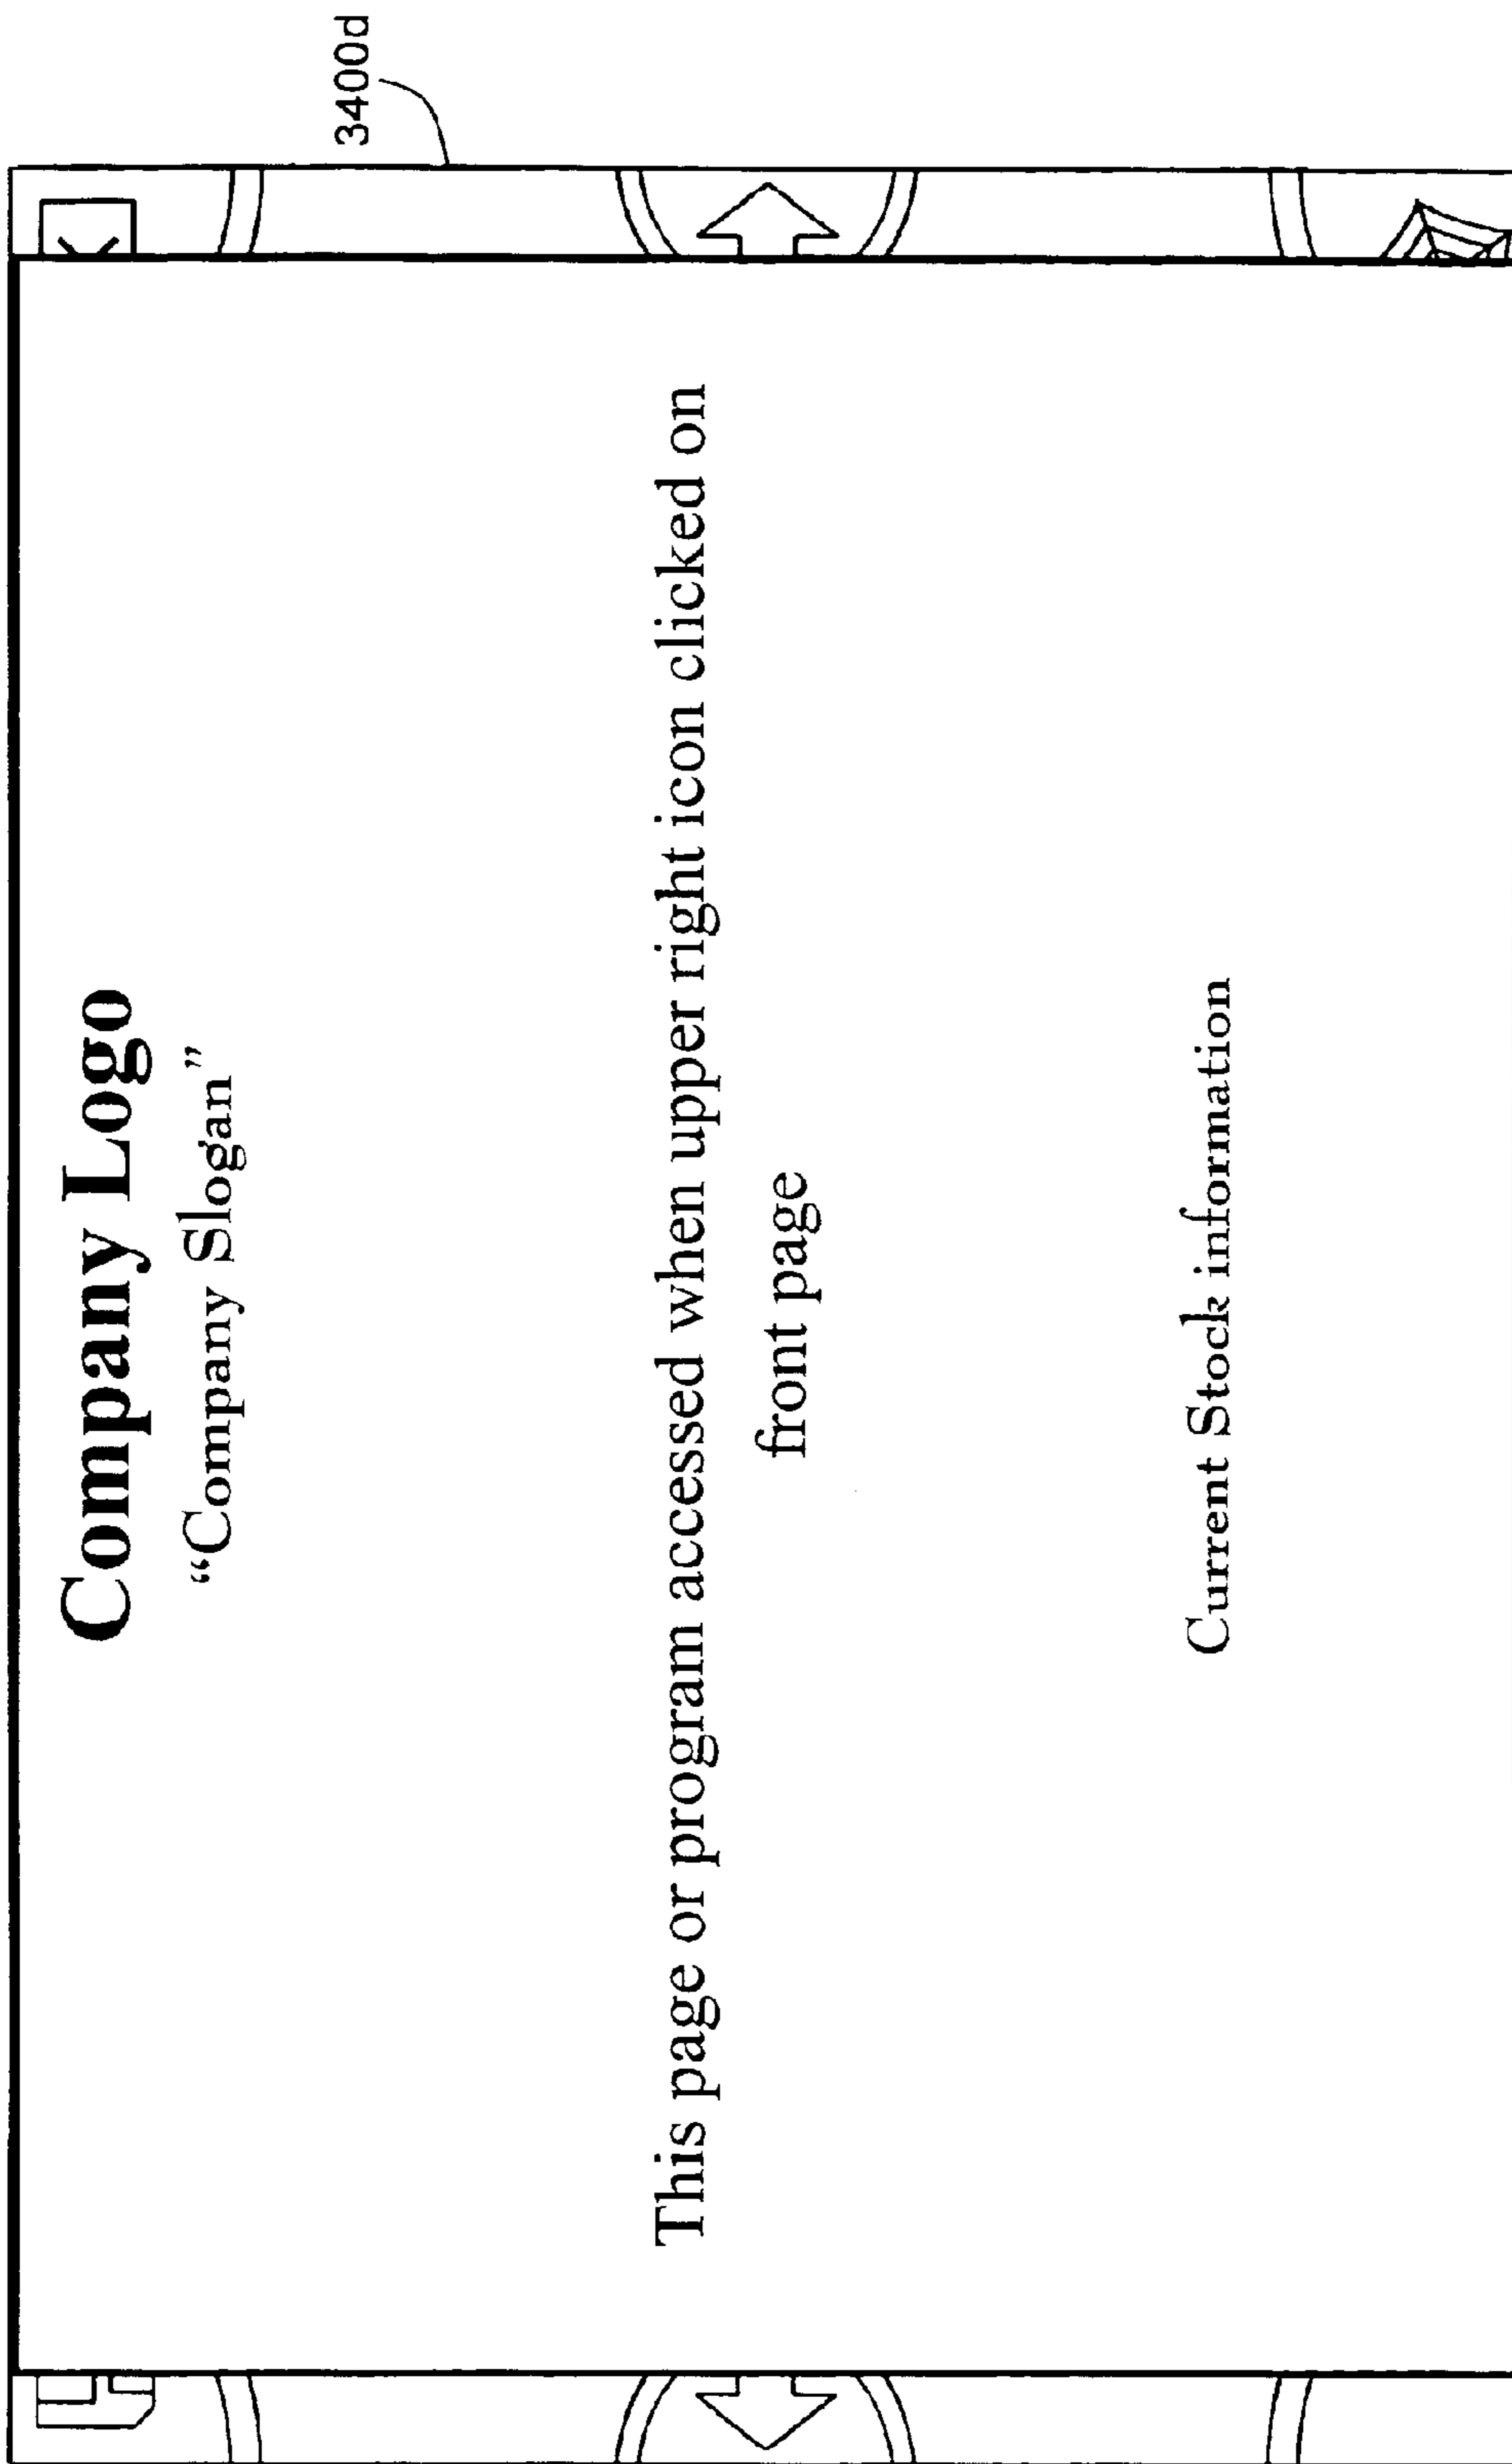 3400d
Company Logo
“Company Slogan”
This page or program accessed when upper right icon clicked on
front page
Current Stock information